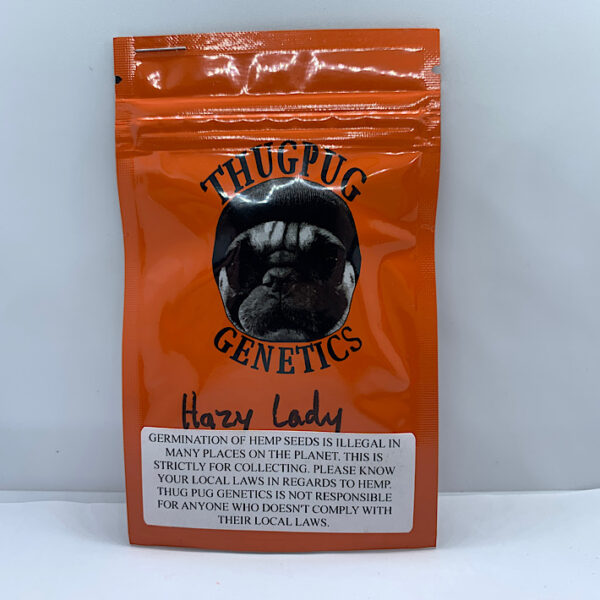 THUGPUG
GENETICS
Hazy Lady
GERMINATION OF HEMP SEEDS IS ILLEGAL IN
MANY PLACES ON THE PLANET. THIS IS
STRICTLY FOR COLLECTING. PLEASE KNOW
YOUR LOCAL LAWS IN REGARDS TO HEMP.
THUG PUG GENETICS IS NOT RESPONSIBLE
FOR ANYONE WHO DOESN'T COMPLY WITH
THEIR LOCAL LAWS.